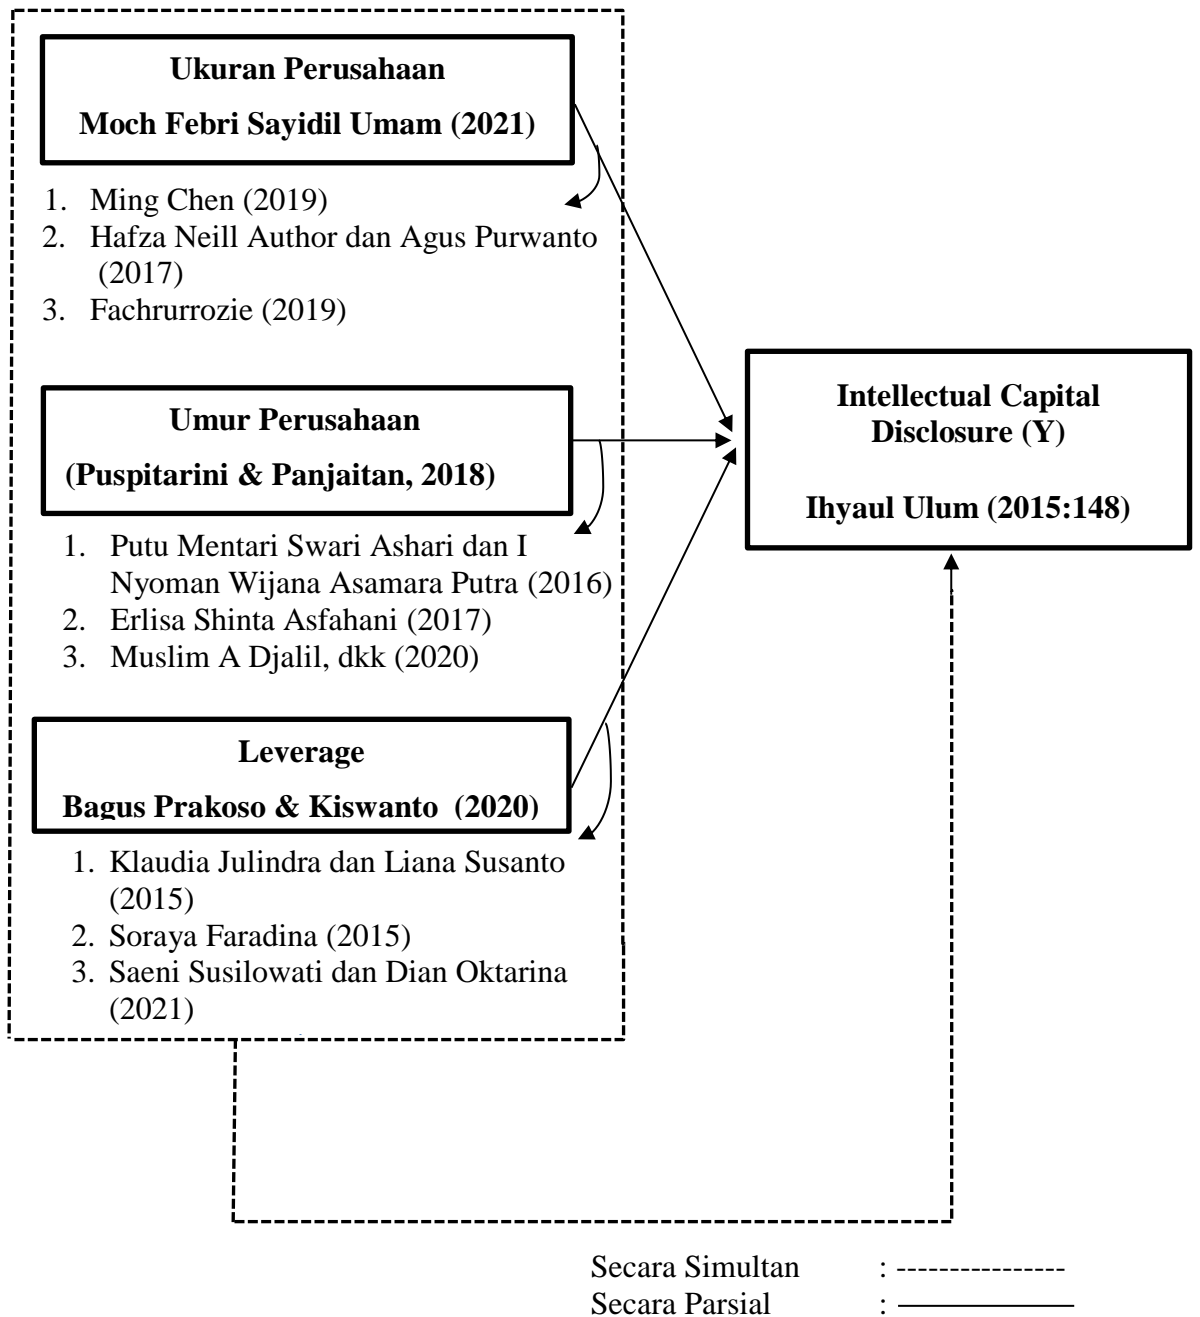 Ukuran Perusahaan
Moch Febri Sayidil Umam (2021)
1. Ming Chen (2019)
2. Hafza Neill Author dan Agus Purwanto
(2017)
3. Fachrurrozie (2019)
Umur Perusahaan
(Puspitarini & Panjaitan, 2018)
1. Putu Mentari Swari Ashari dan I
Nyoman Wijana Asamara Putra (2016)
2. Erlisa Shinta Asfahani (2017)
3. Muslim A Djalil, dkk (2020)
Leverage
Bagus Prakoso & Kiswanto (2020)
1. Klaudia Julindra dan Liana Susanto
(2015)
2. Soraya Faradina (2015)
3. Saeni Susilowati dan Dian Oktarina
(2021)
Intellectual Capital
Disclosure (Y)
Ihyaul Ulum (2015:148)
Secara Simultan : ----------------
Secara Parsial :